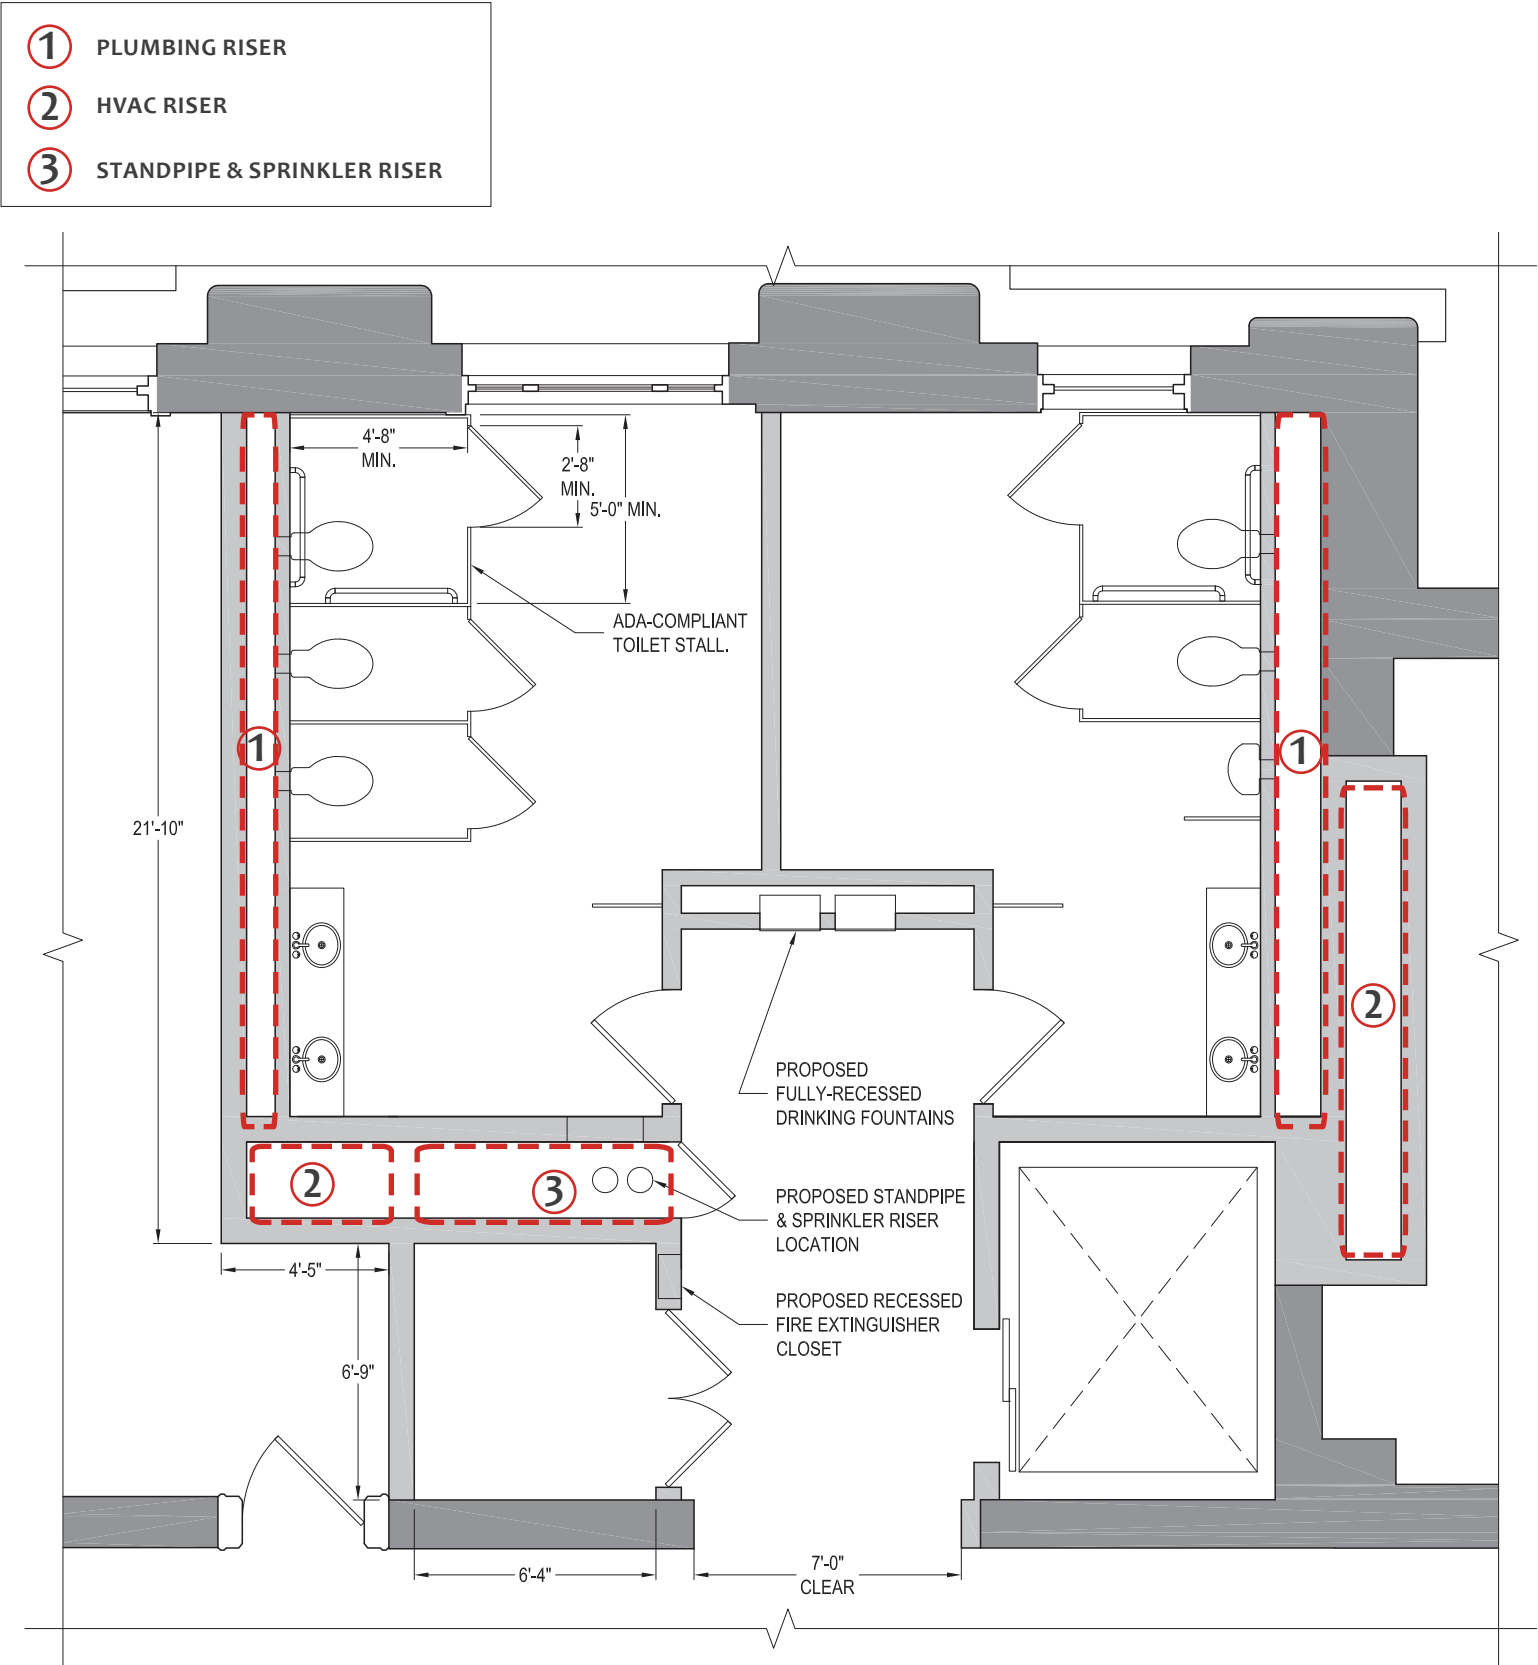 1 PLUMBING RISER
2 HVAC RISER
3 STANDPIPE & SPRINKLER RISER
4'-8"
MIN.
2'-8"
MIN.
5'-0" MIN.
ADA-COMPLIANT
TOILET STALL.
1
1
21'-10"
2
PROPOSED
FULLY-RECESSED
DRINKING FOUNTAINS
2
3
PROPOSED STANDPIPE
& SPRINKLER RISER
LOCATION
4'-5"
PROPOSED RECESSED
FIRE EXTINGUISHER
CLOSET
6'-9"
6'-4"
7'-0"
CLEAR